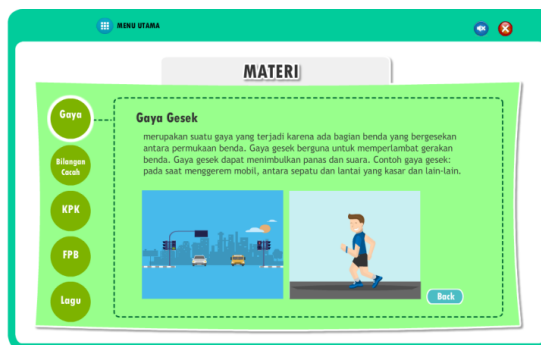 MENU UTAMA
MATERI
Gaya
Bilangan
Cacah
KPK
FPB
Lagu
Gaya Gesek
merupakan suatu gaya yang terjadi karena ada bagian benda yang bergesekan
antara permukaan benda. Gaya gesek berguna untuk memperlambat gerakan
benda. Gaya gesek dapat menimbulkan panas dan suara. Contoh gaya gesek:
pada saat menggerem mobil, antara sepatu dan lantai yang kasar dan lain-lain.
Back